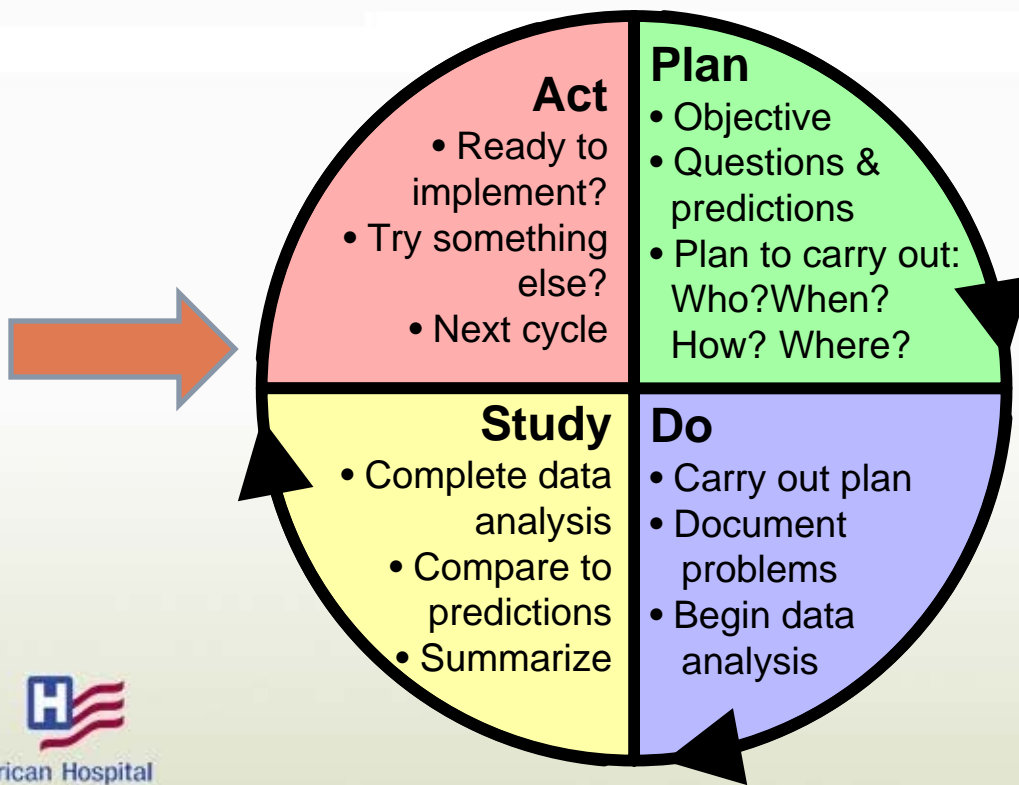 Act
• Ready to
implement?
• Try something
else?
• Next cycle
Plan
• Objective
• Questions &
predictions
• Plan to carry out:
Who?When?
How? Where?
Study
• Complete data
analysis
• Compare to
predictions
• Summarize
Do
• Carry out plan
• Document
problems
• Begin data
analysis
H
rican Hospital